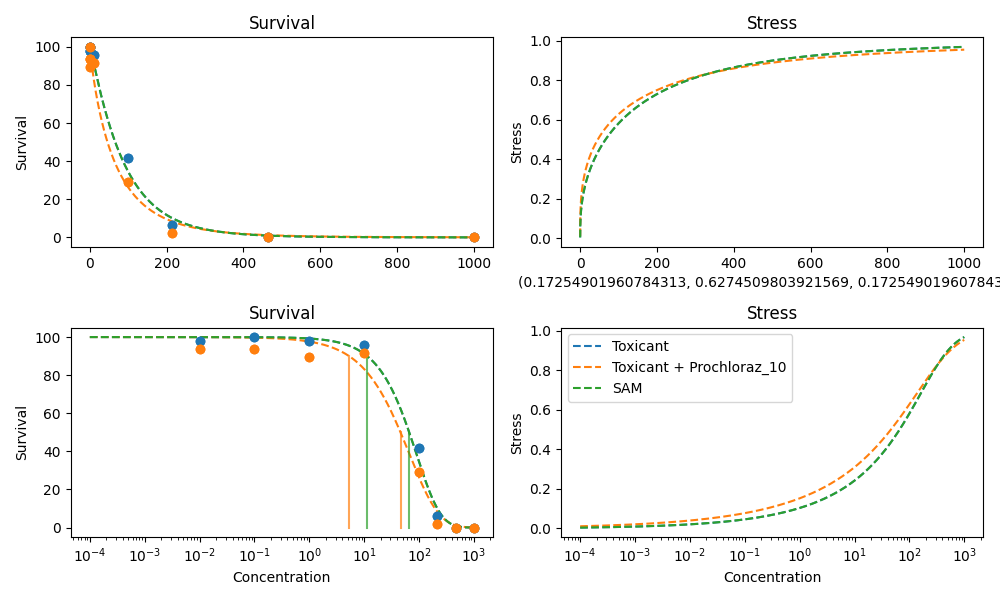 Survival
Survival
100
80
60
40
20
0
0 200 400 600 800 1000
Stress
Stress
1.0
0.8
0.6
0.4
0.2
0.0
0 200 400 600 800 1000
(0.17254901960784313, 0.6274509803921569, 0.172549019607843
Survival
Survival
100
80
60
40
20
0
10⁻⁴ 10⁻³ 10⁻² 10⁻¹ 10⁰ 10¹ 10² 10³
Concentration
Stress
Stress
1.0
0.8
0.6
0.4
0.2
0.0
Toxicant
Toxicant + Prochloraz_10
SAM
10⁻⁴ 10⁻³ 10⁻² 10⁻¹ 10⁰ 10¹ 10² 10³
Concentration